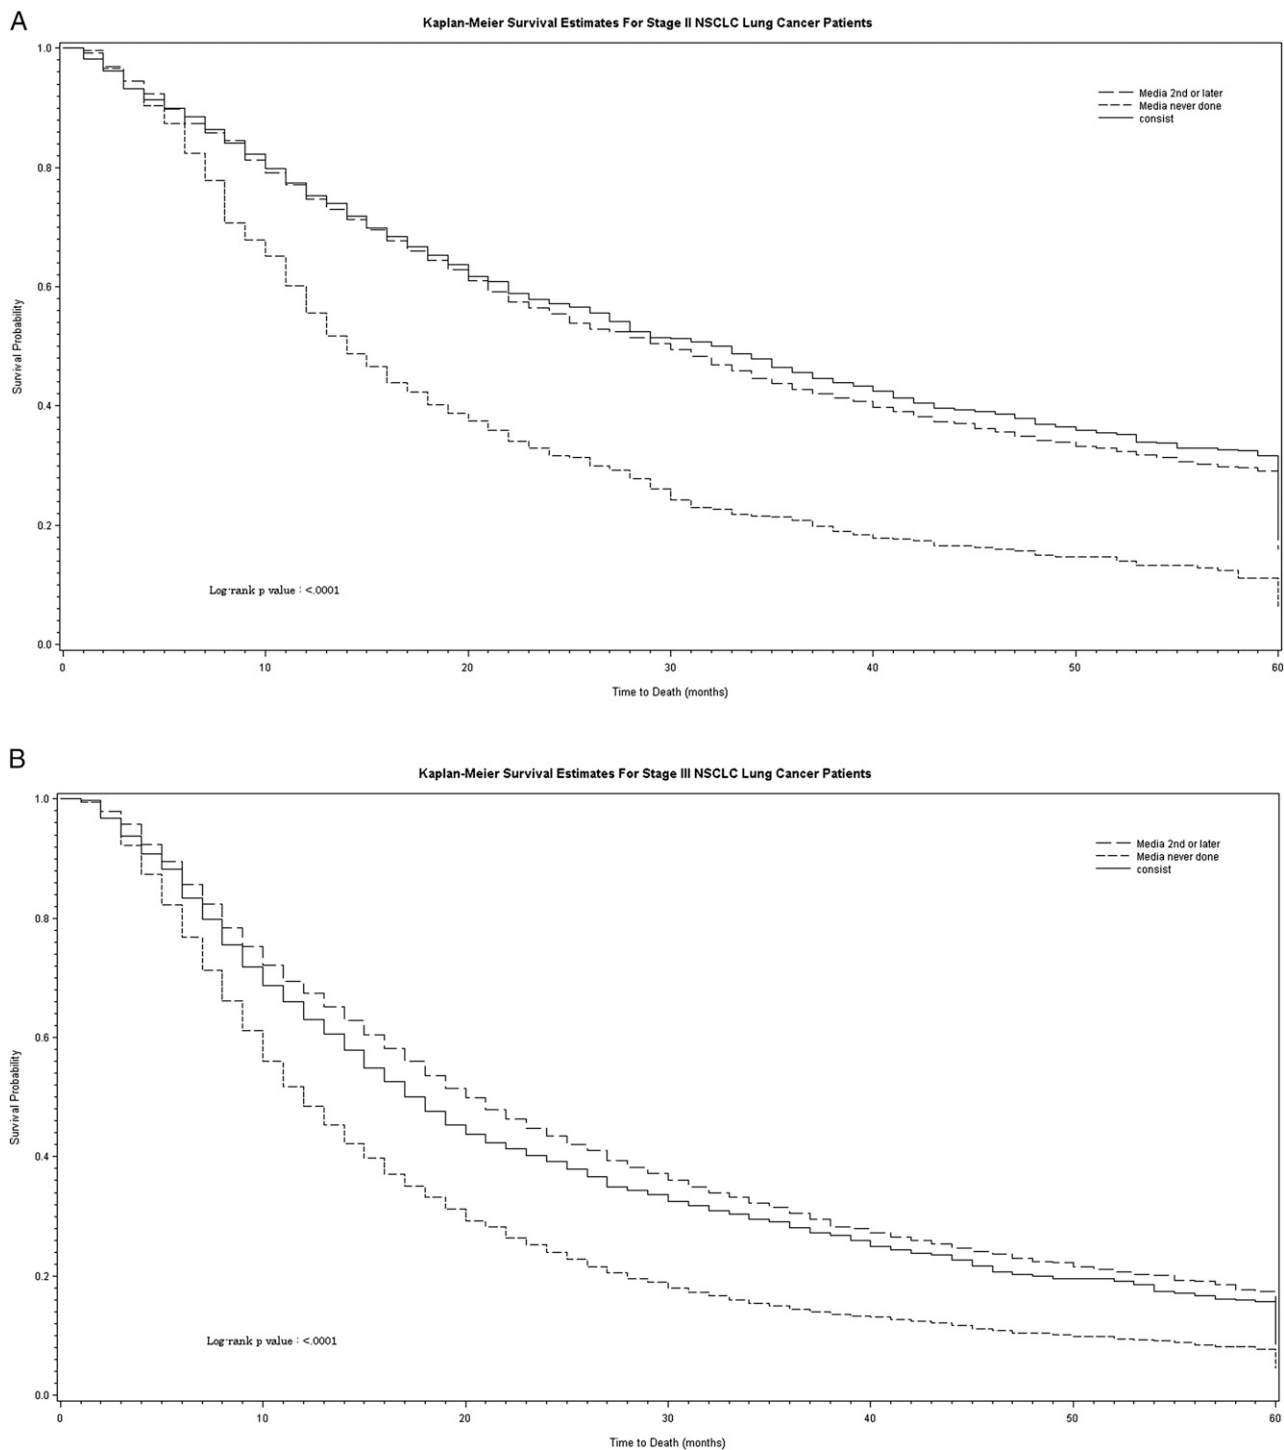 A
Kaplan-Meier Survival Estimates For Stage II NSCLC Lung Cancer Patients
1.0
0.8
0.6
0.4
0.2
0.0
Survival Probability
Media 2nd or later
Media never done
consist
Log-rank p value : <.0001
0 10 20 30 40 50 60
Time to Death (months)
B
Kaplan-Meier Survival Estimates For Stage III NSCLC Lung Cancer Patients
1.0
0.8
0.6
0.4
0.2
0.0
Survival Probability
Media 2nd or later
Media never done
consist
Log-rank p value : <.0001
0 10 20 30 40 50 60
Time to Death (months)